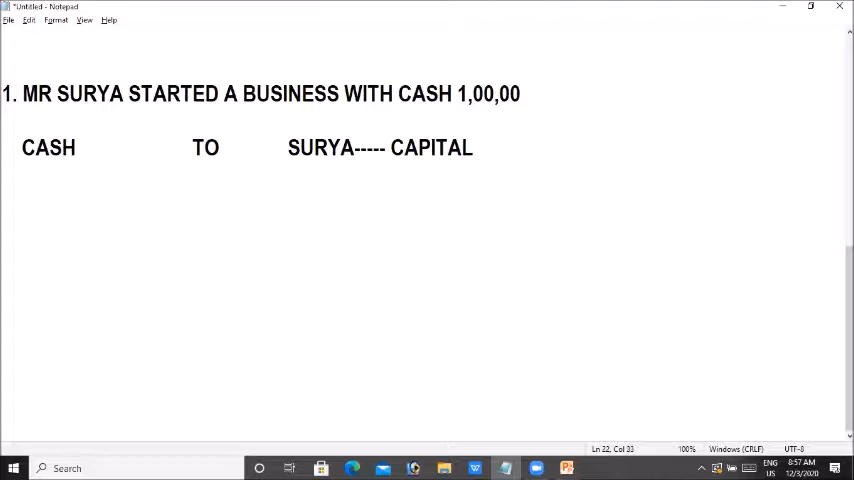 *Untitled - Notepad
File Edit Format View Help
1. MR SURYA STARTED A BUSINESS WITH CASH 1,00,00
CASH TO SURYA----- CAPITAL
Ln 22, Col 33 100% Windows (CRLF) UTF-8
Search
ENG 8:57 AM
US 12/3/2020